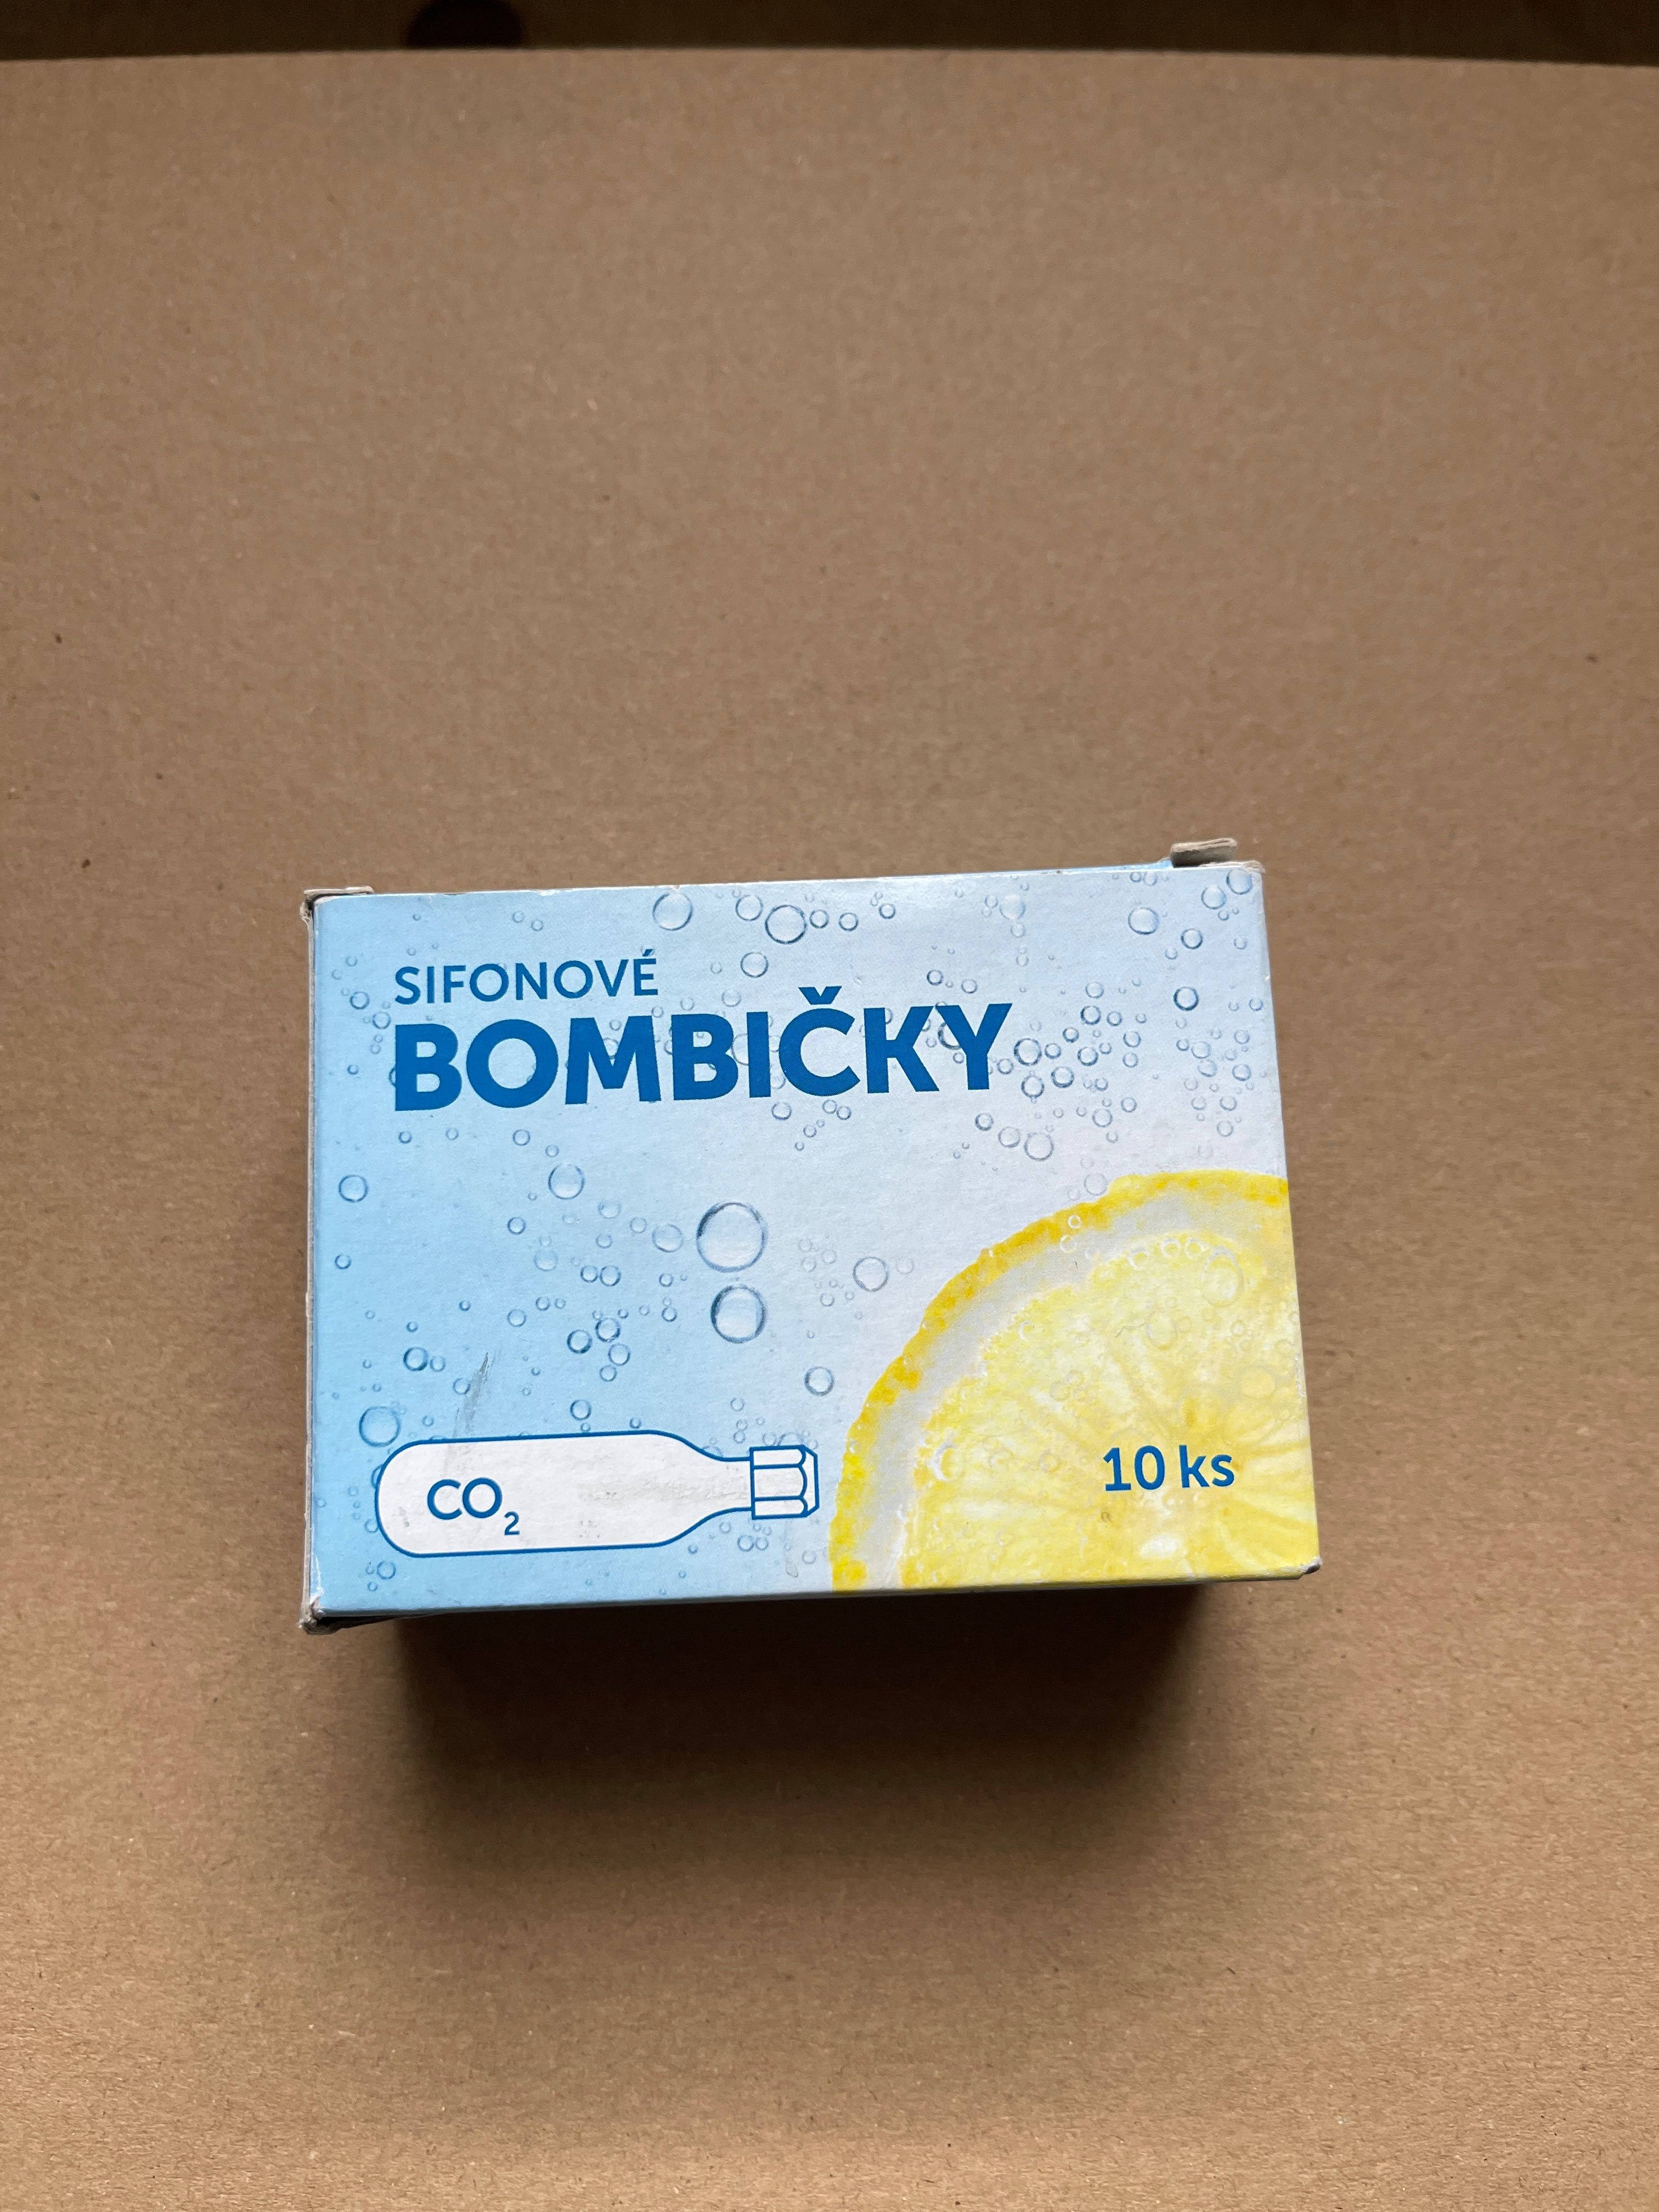 SIFONOVÉ
BOMBIČKY
CO₂
10 ks